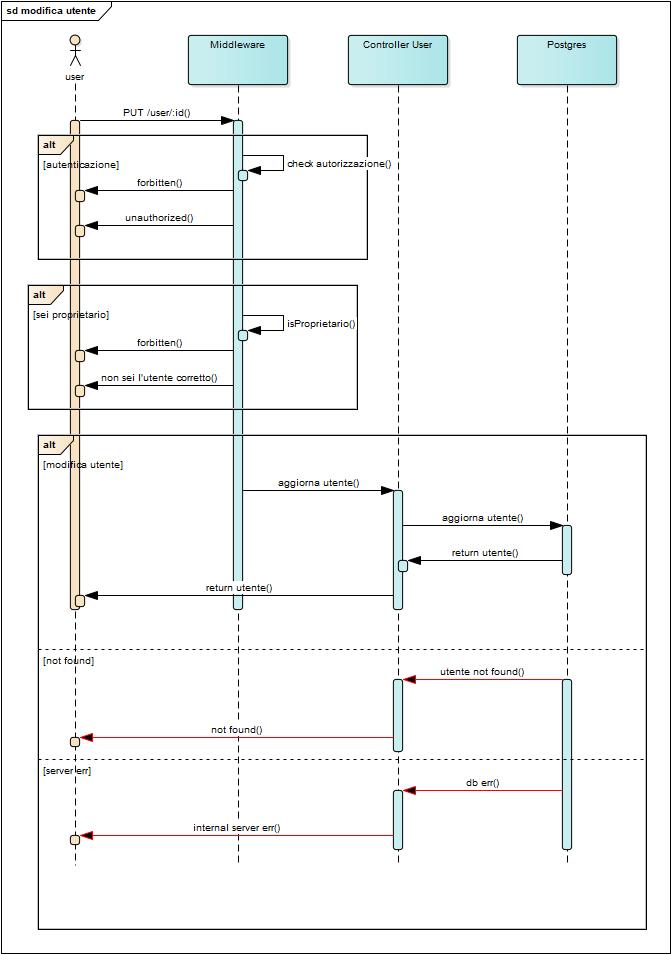 sd modifica utente
user
Middleware
Controller User
Postgres
PUT /user/:id()
alt
[autenticazione]
check autorizzazione()
forbitten()
unauthorized()
alt
[sei proprietario]
isProprietario()
forbitten()
non sei l'utente corretto()
alt
[modifica utente]
aggiorna utente()
aggiorna utente()
return utente()
return utente()
[not found]
utente not found()
not found()
[server err]
db err()
internal server err()